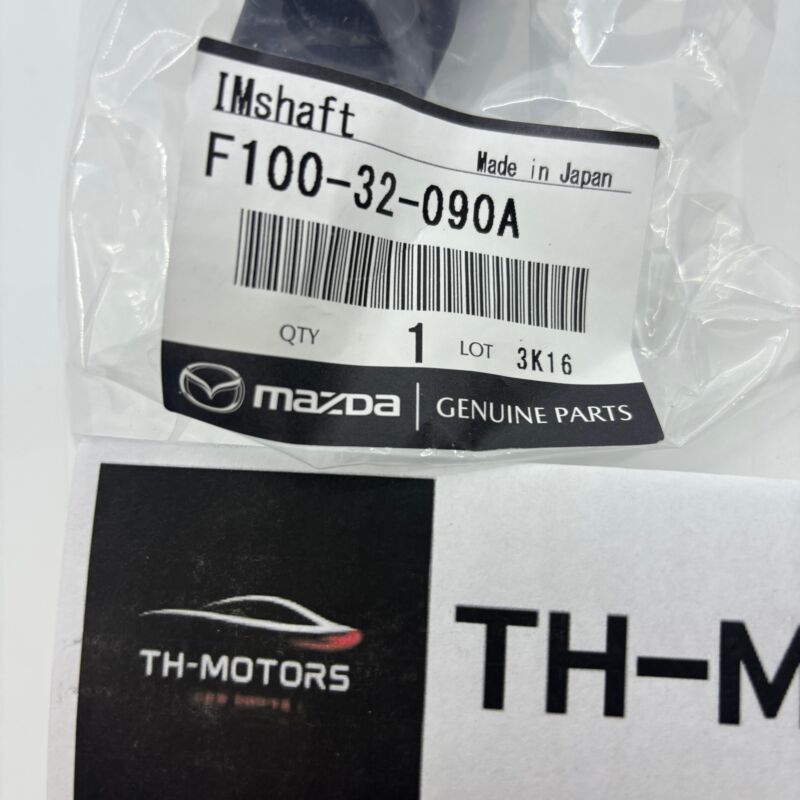 IMshaft
Made in Japan
F100-32-090A
QTY 1 LOT 3K16
mazda GENUINE PARTS
TH-MOTORS
TH-M